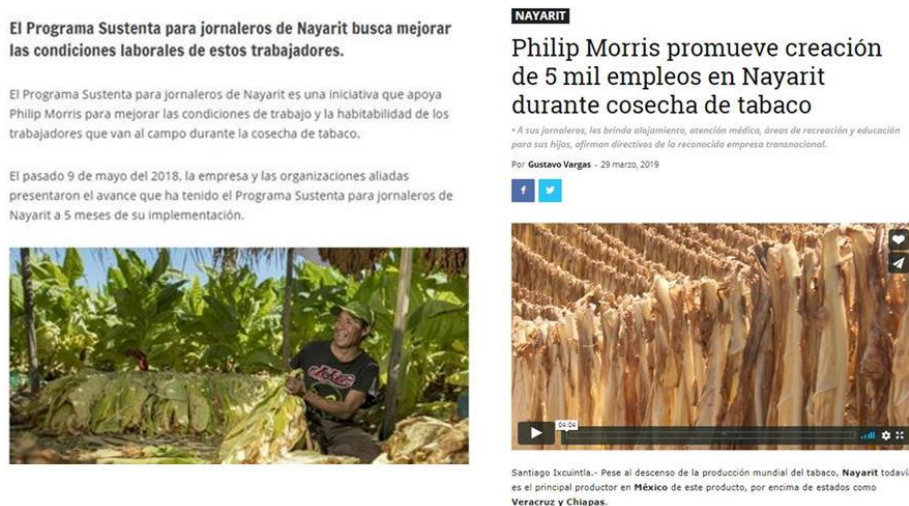 El Programa Sustenta para jornaleros de Nayarit busca mejorar
las condiciones laborales de estos trabajadores.
El Programa Sustenta para jornaleros de Nayarit es una iniciativa que apoya
Philip Morris para mejorar las condiciones de trabajo y la habitabilidad de los
trabajadores que van al campo durante la cosecha de tabaco.
El pasado 9 de mayo del 2018, la empresa y las organizaciones aliadas
presentaron el avance que ha tenido el Programa Sustenta para jornaleros de
Nayarit a 5 meses de su implementación.
NAYARIT
Philip Morris promueve creación
de 5 mil empleos en Nayarit
durante cosecha de tabaco
• A sus jornaleros, les brinda alojamiento, atención médica, áreas de recreación y educación
para sus hijos, afirman directivos de la reconocida empresa transnacional.
Por Gustavo Vargas - 29 marzo, 2019
04:04
Santiago Ixcuintla.- Pese al descenso de la producción mundial del tabaco, Nayarit todaví
es el principal productor en México de este producto, por encima de estados como
Veracruz y Chiapas.